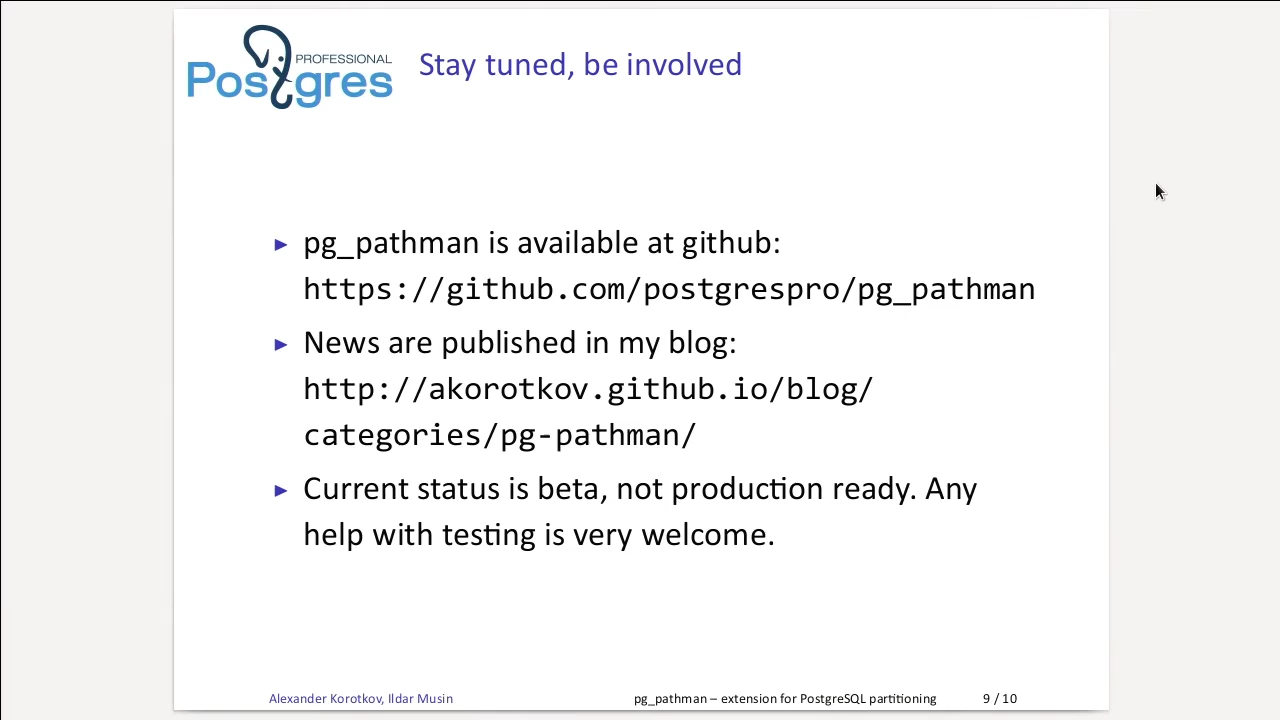 PROFESSIONAL
Postgres
Stay tuned, be involved
▶ pg_pathman is available at github:
https://github.com/postgrespro/pg_pathman
▶ News are published in my blog:
http://akorotkov.github.io/blog/
categories/pg-pathman/
▶ Current status is beta, not production ready. Any
help with testing is very welcome.
Alexander Korotkov, Ildar Musin
pg_pathman – extension for PostgreSQL partitioning
9 / 10